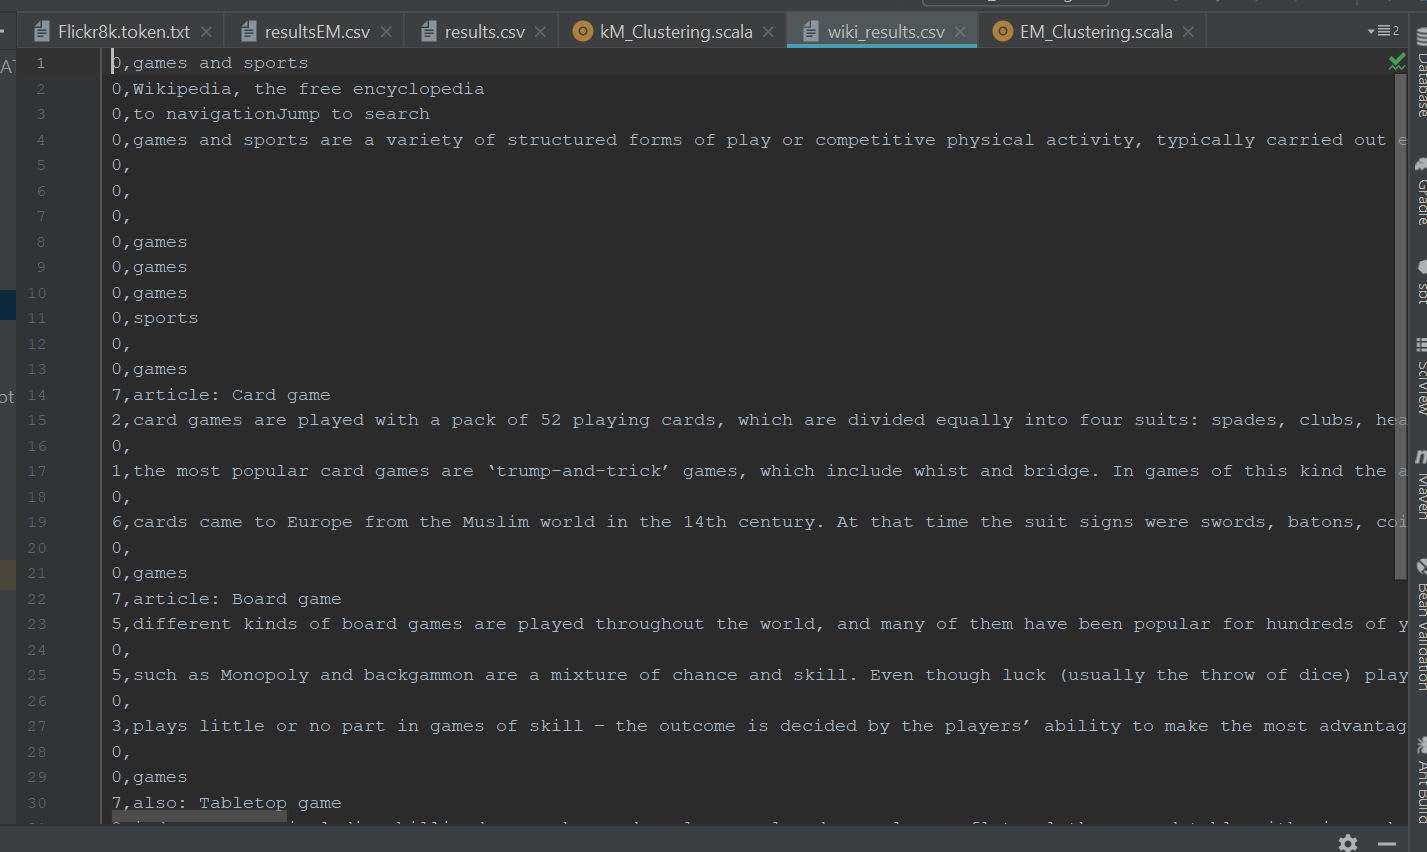 Flickr8k.token.txt
resultsEM.csv
results.csv
kM_Clustering.scala
wiki_results.csv
EM_Clustering.scala
2
1 0,games and sports
2 0,Wikipedia, the free encyclopedia
3 0,to navigationJump to search
4 0,games and sports are a variety of structured forms of play or competitive physical activity, typically carried out e
5 0,
6 0,
7 0,
8 0,games
9 0,games
10 0,games
11 0,sports
12 0,
13 0,games
14 7,article: Card game
15 2,card games are played with a pack of 52 playing cards, which are divided equally into four suits: spades, clubs, hea
16 0,
17 1,the most popular card games are ‘trump-and-trick’ games, which include whist and bridge. In games of this kind the a
18 0,
19 6,cards came to Europe from the Muslim world in the 14th century. At that time the suit signs were swords, batons, coi
20 0,
21 0,games
22 7,article: Board game
23 5,different kinds of board games are played throughout the world, and many of them have been popular for hundreds of y
24 0,
25 5,such as Monopoly and backgammon are a mixture of chance and skill. Even though luck (usually the throw of dice) play
26 0,
27 3,plays little or no part in games of skill – the outcome is decided by the players’ ability to make the most advantag
28 0,
29 0,games
30 7,also: Tabletop game
Database
Gradle
sbt
SciView
Maven
Bean Validation
Ant Build